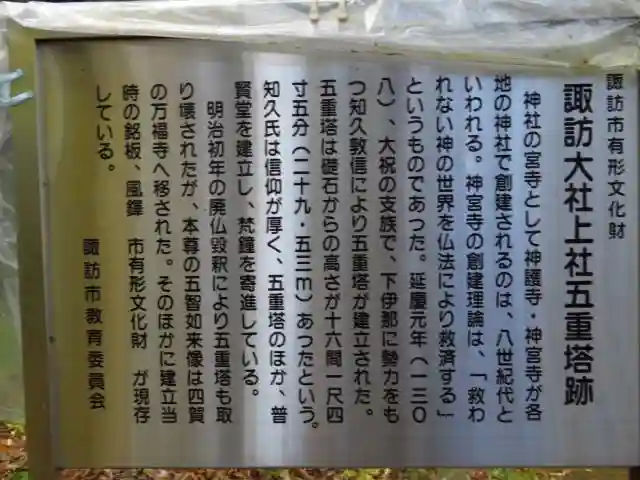 諏訪市有形文化財
諏訪大社上社五重塔跡
神社の宮寺として神護寺・神宮寺が各
地の神社で創建されるのは、八世紀代と
いわれる。神宮寺の創建理論は、「救わ
れない神の世界を仏法により救済する」
というものであった。延慶元年(一三〇
八)、大祝の支族で、下伊那に勢力をも
つ知久敦信により五重塔が建立された。
五重塔は礎石からの高さが十六間一尺四
寸五分(二十九・五三m)あったという。
知久氏は信仰が厚く、五重塔のほか、普
賢堂を建立し、梵鐘を寄進している。
明治初年の廃仏毀釈により五重塔も取
り壊されたが、本尊の五智如来像は四賀
の万福寺へ移された。そのほかに建立当
時の銘板、風鐸 市有形文化財 が現存
している。
諏訪市教育委員会